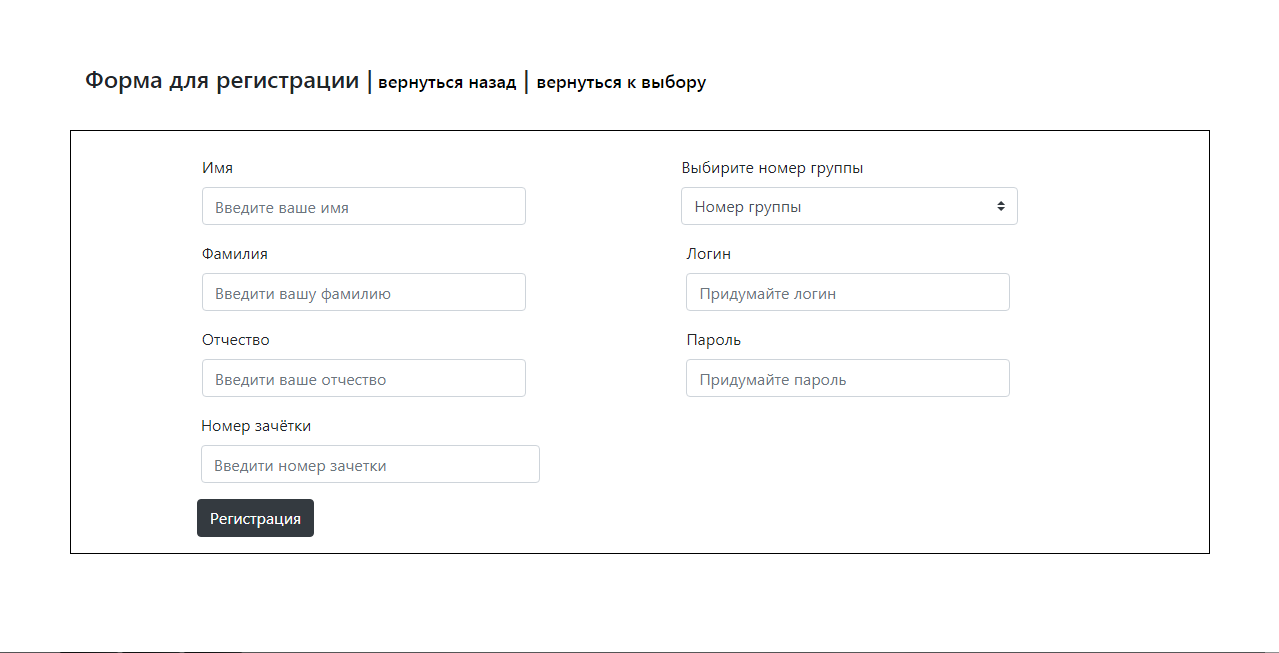 Форма для регистрации | вернуться назад | вернуться к выбору
Имя
Введите ваше имя
Фамилия
Введити вашу фамилию
Отчество
Введити ваше отчество
Номер зачётки
Введити номер зачетки
Регистрация
Выбирите номер группы
Номер группы
Логин
Придумайте логин
Пароль
Придумайте пароль